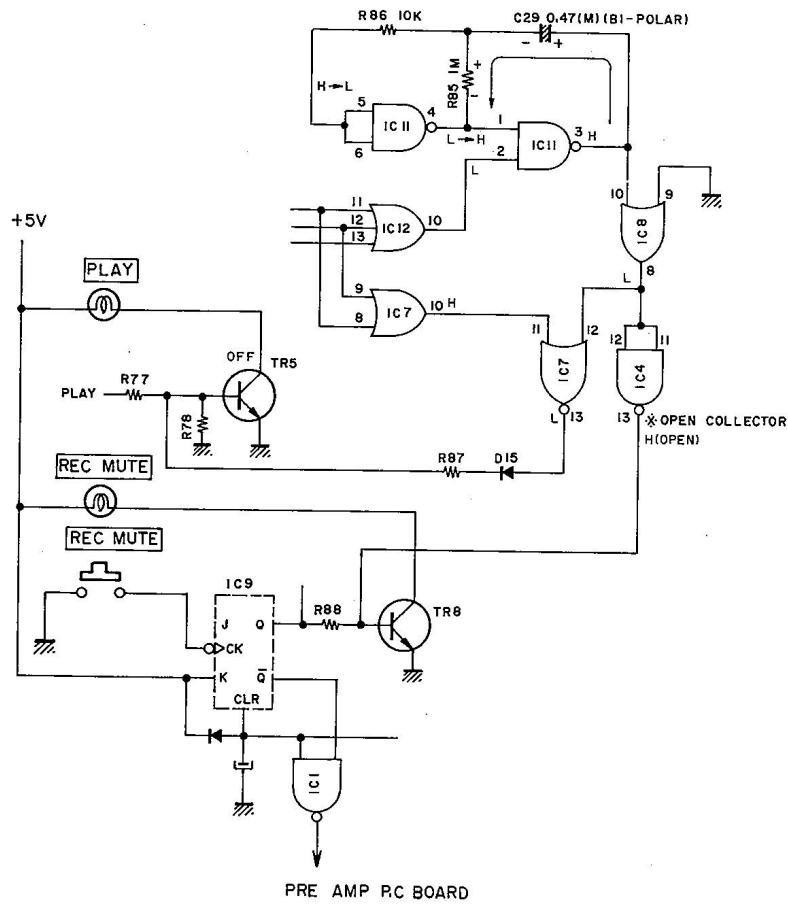 R86 10K
C29 0.47(M)(BI-POLAR)
- +
R85 1M
+
-
H→L
5
6
IC11
4
L→H
1
2
IC11
3 H
L
11
12
13
IC12
10
10
9
IC8
8
L
+5V
PLAY
9
8
IC7
10 H
11
12
IC7
L 13
12
11
IC4
13
※OPEN COLLECTOR
H(OPEN)
OFF
TR5
PLAY
R77
R78
R87
D15
REC MUTE
REC MUTE
IC9
J Q
CK
K Q̅
CLR
R88
TR8
IC1
PRE AMP P.C BOARD